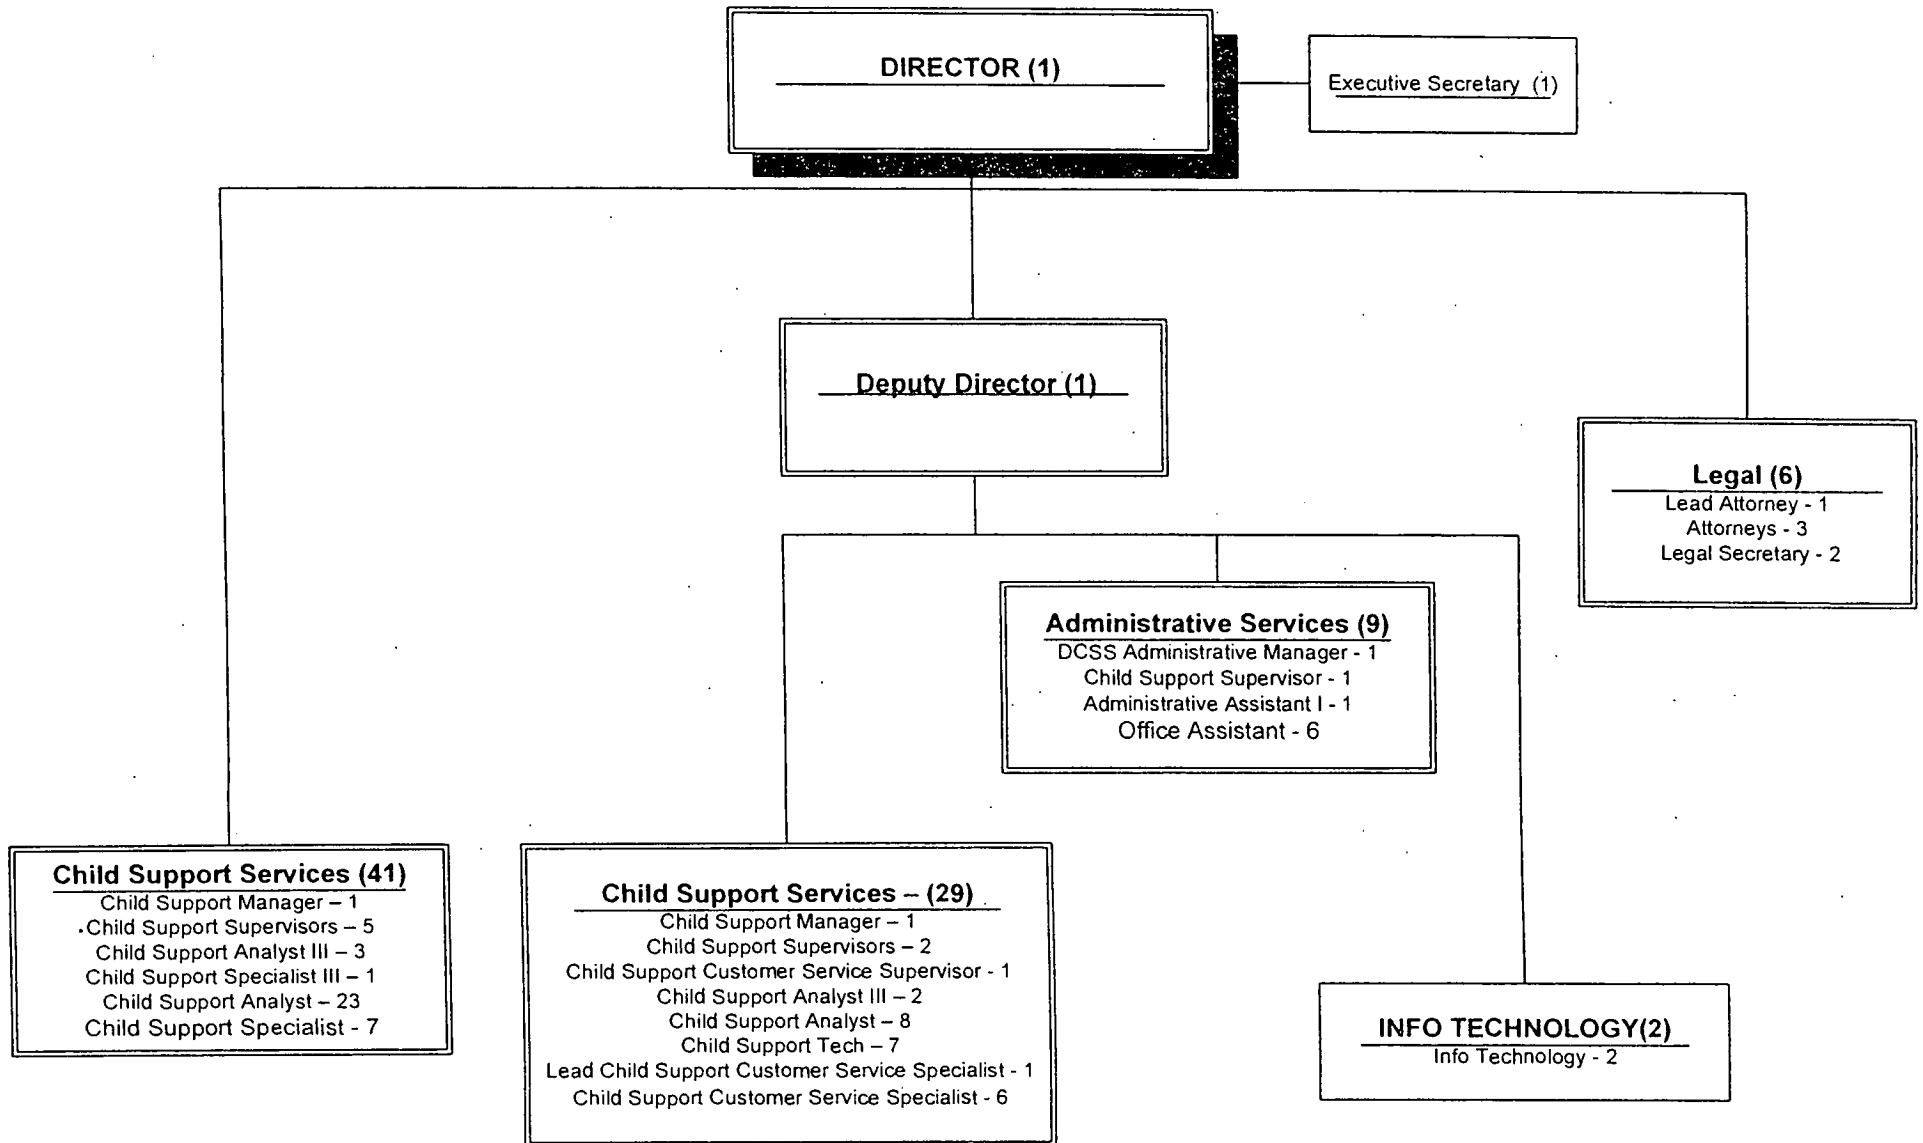 DIRECTOR (1)
Executive Secretary (1)
Deputy Director (1)
Legal (6)
Lead Attorney - 1
Attorneys - 3
Legal Secretary - 2
Administrative Services (9)
DCSS Administrative Manager - 1
Child Support Supervisor - 1
Administrative Assistant I - 1
Office Assistant - 6
Child Support Services (41)
Child Support Manager – 1
Child Support Supervisors – 5
Child Support Analyst III – 3
Child Support Specialist III – 1
Child Support Analyst – 23
Child Support Specialist - 7
Child Support Services – (29)
Child Support Manager – 1
Child Support Supervisors – 2
Child Support Customer Service Supervisor - 1
Child Support Analyst III – 2
Child Support Analyst – 8
Child Support Tech – 7
Lead Child Support Customer Service Specialist - 1
Child Support Customer Service Specialist - 6
INFO TECHNOLOGY(2)
Info Technology - 2